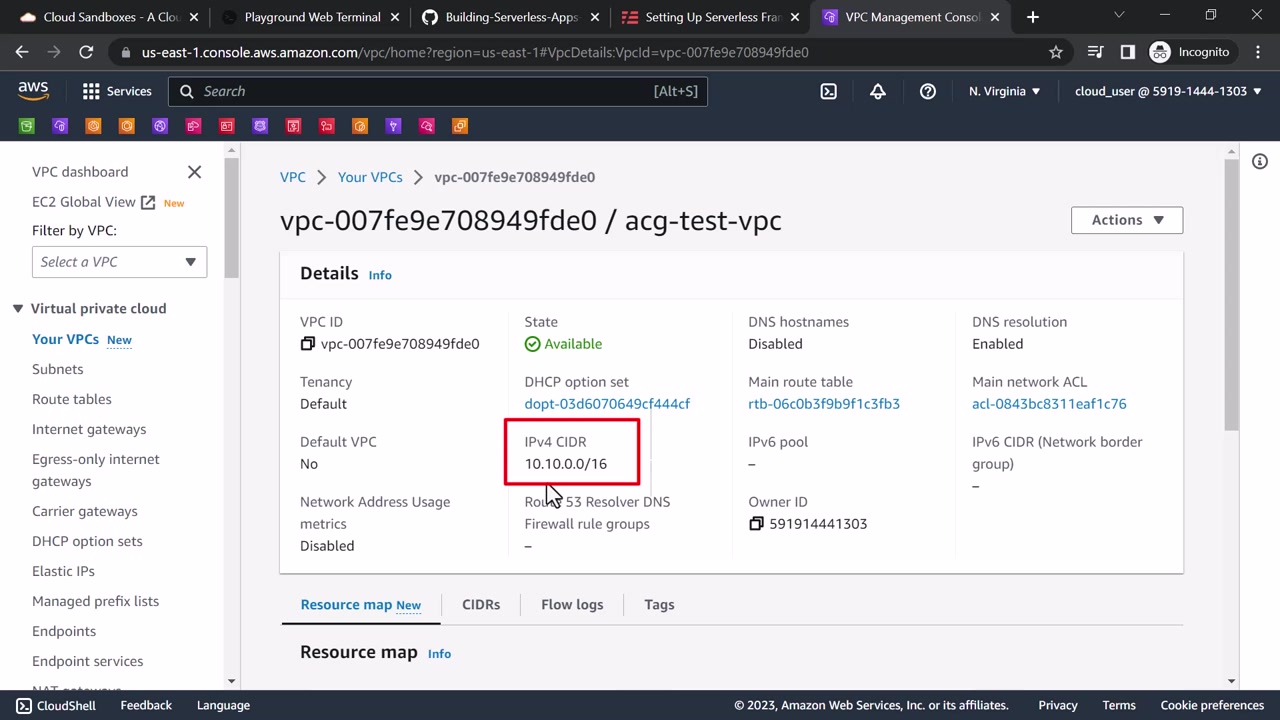 Cloud Sandboxes - A Clou
Playground Web Terminal
Building-Serverless-Apps
Setting Up Serverless Fran
VPC Management Consol
us-east-1.console.aws.amazon.com/vpc/home?region=us-east-1#VpcDetails:VpcId=vpc-007fe9e708949fde0
Incognito
aws
Services
Search
[Alt+S]
N. Virginia
cloud_user @ 5919-1444-1303
VPC dashboard
EC2 Global View New
Filter by VPC:
Select a VPC
Virtual private cloud
Your VPCs New
Subnets
Route tables
Internet gateways
Egress-only internet
gateways
Carrier gateways
DHCP option sets
Elastic IPs
Managed prefix lists
Endpoints
Endpoint services
NAT gateways
VPC > Your VPCs > vpc-007fe9e708949fde0
vpc-007fe9e708949fde0 / acg-test-vpc
Actions
Details Info
VPC ID
vpc-007fe9e708949fde0
State
Available
DNS hostnames
Disabled
DNS resolution
Enabled
Tenancy
Default
DHCP option set
dopt-03d6070649cf444cf
Main route table
rtb-06c0b3f9b9f1c3fb3
Main network ACL
acl-0843bc8311eaf1c76
Default VPC
No
IPv4 CIDR
10.10.0.0/16
IPv6 pool
–
IPv6 CIDR (Network border
group)
–
Network Address Usage
metrics
Disabled
Route 53 Resolver DNS
Firewall rule groups
–
Owner ID
591914441303
Resource map New
CIDRs
Flow logs
Tags
Resource map Info
CloudShell
Feedback
Language
© 2023, Amazon Web Services, Inc. or its affiliates.
Privacy
Terms
Cookie preferences